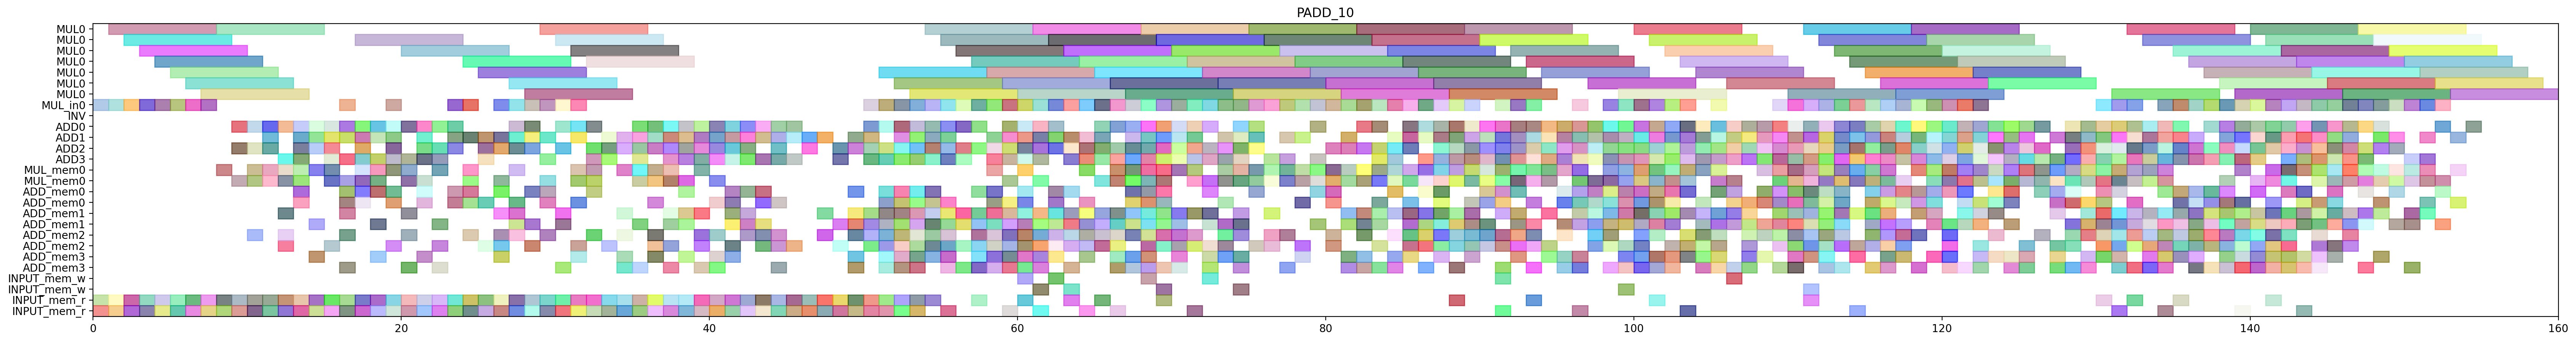 PADD_10
MUL0
MUL0
MUL0
MUL0
MUL0
MUL0
MUL0
MUL_in0
INV
ADD0
ADD1
ADD2
ADD3
MUL_mem0
MUL_mem0
ADD_mem0
ADD_mem0
ADD_mem1
ADD_mem1
ADD_mem2
ADD_mem2
ADD_mem3
ADD_mem3
INPUT_mem_w
INPUT_mem_w
INPUT_mem_r
INPUT_mem_r
0 20 40 60 80 100 120 140 160